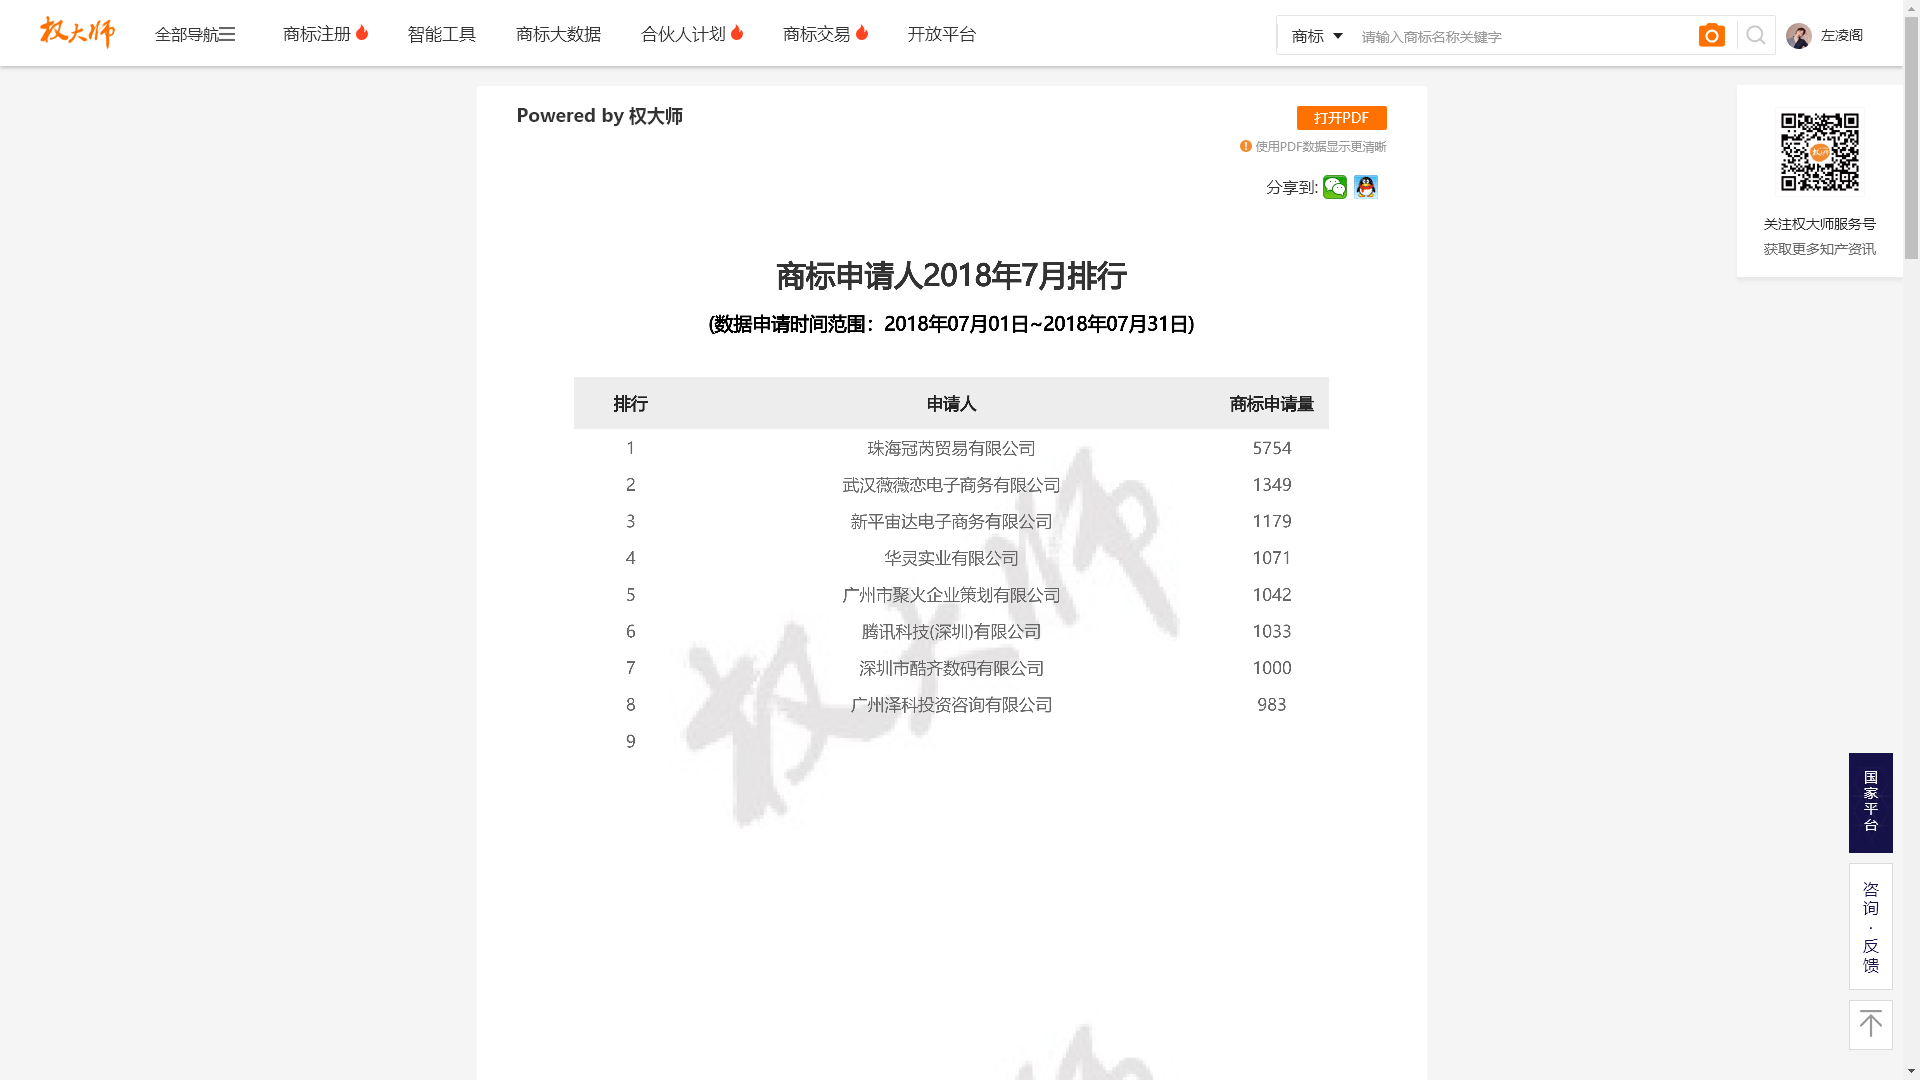 权大师
全部导航
商标注册
智能工具
商标大数据
合伙人计划
商标交易
开放平台
商标
请输入商标名称关键字
左凌阁
Powered by 权大师
打开PDF
使用PDF数据显示更清晰
分享到:
关注权大师服务号
获取更多知产资讯
商标申请人2018年7月排行
(数据申请时间范围：2018年07月01日~2018年07月31日)
排行 申请人 商标申请量
1 珠海冠芮贸易有限公司 5754
2 武汉薇薇恋电子商务有限公司 1349
3 新平宙达电子商务有限公司 1179
4 华灵实业有限公司 1071
5 广州市聚火企业策划有限公司 1042
6 腾讯科技(深圳)有限公司 1033
7 深圳市酷齐数码有限公司 1000
8 广州泽科投资咨询有限公司 983
9
权大师
国家平台
咨询·反馈